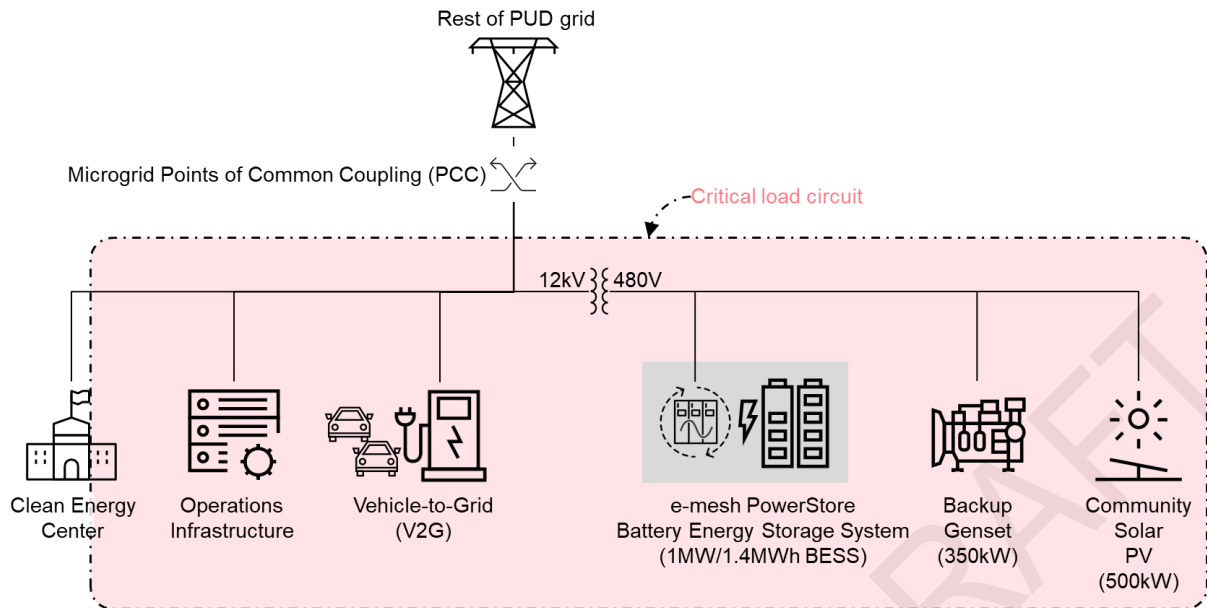 Rest of PUD grid
Microgrid Points of Common Coupling (PCC)
Critical load circuit
12kV
480V
Clean Energy
Center
Operations
Infrastructure
Vehicle-to-Grid
(V2G)
e-mesh PowerStore
Battery Energy Storage System
(1MW/1.4MWh BESS)
Backup
Genset
(350kW)
Community
Solar
PV
(500kW)
RAFT